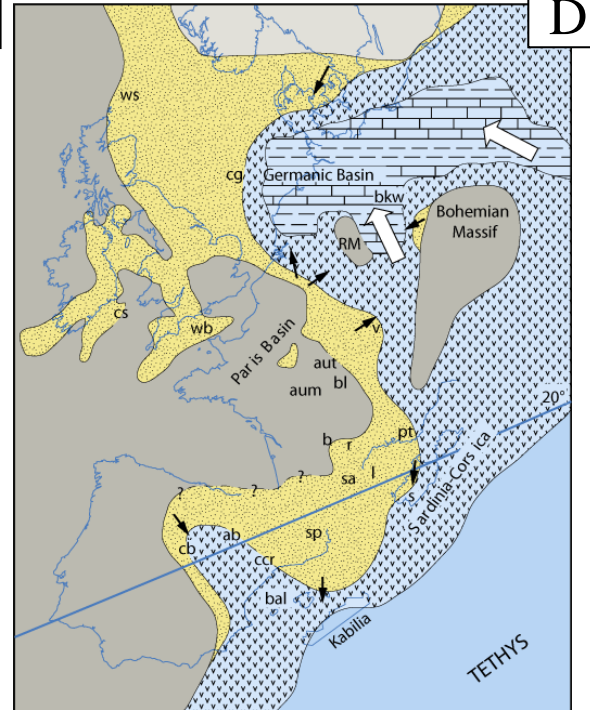 D
ws
cg
Germanic Basin
bkw
Bohemian
Massif
RM
cs
wb
Paris Basin
v
aut
bl
aum
20°
b
r
pt
Sardinia-Corsica
sa
l
s
?
?
?
ab
sp
cb
ccr
bal
Kabilia
TETHYS